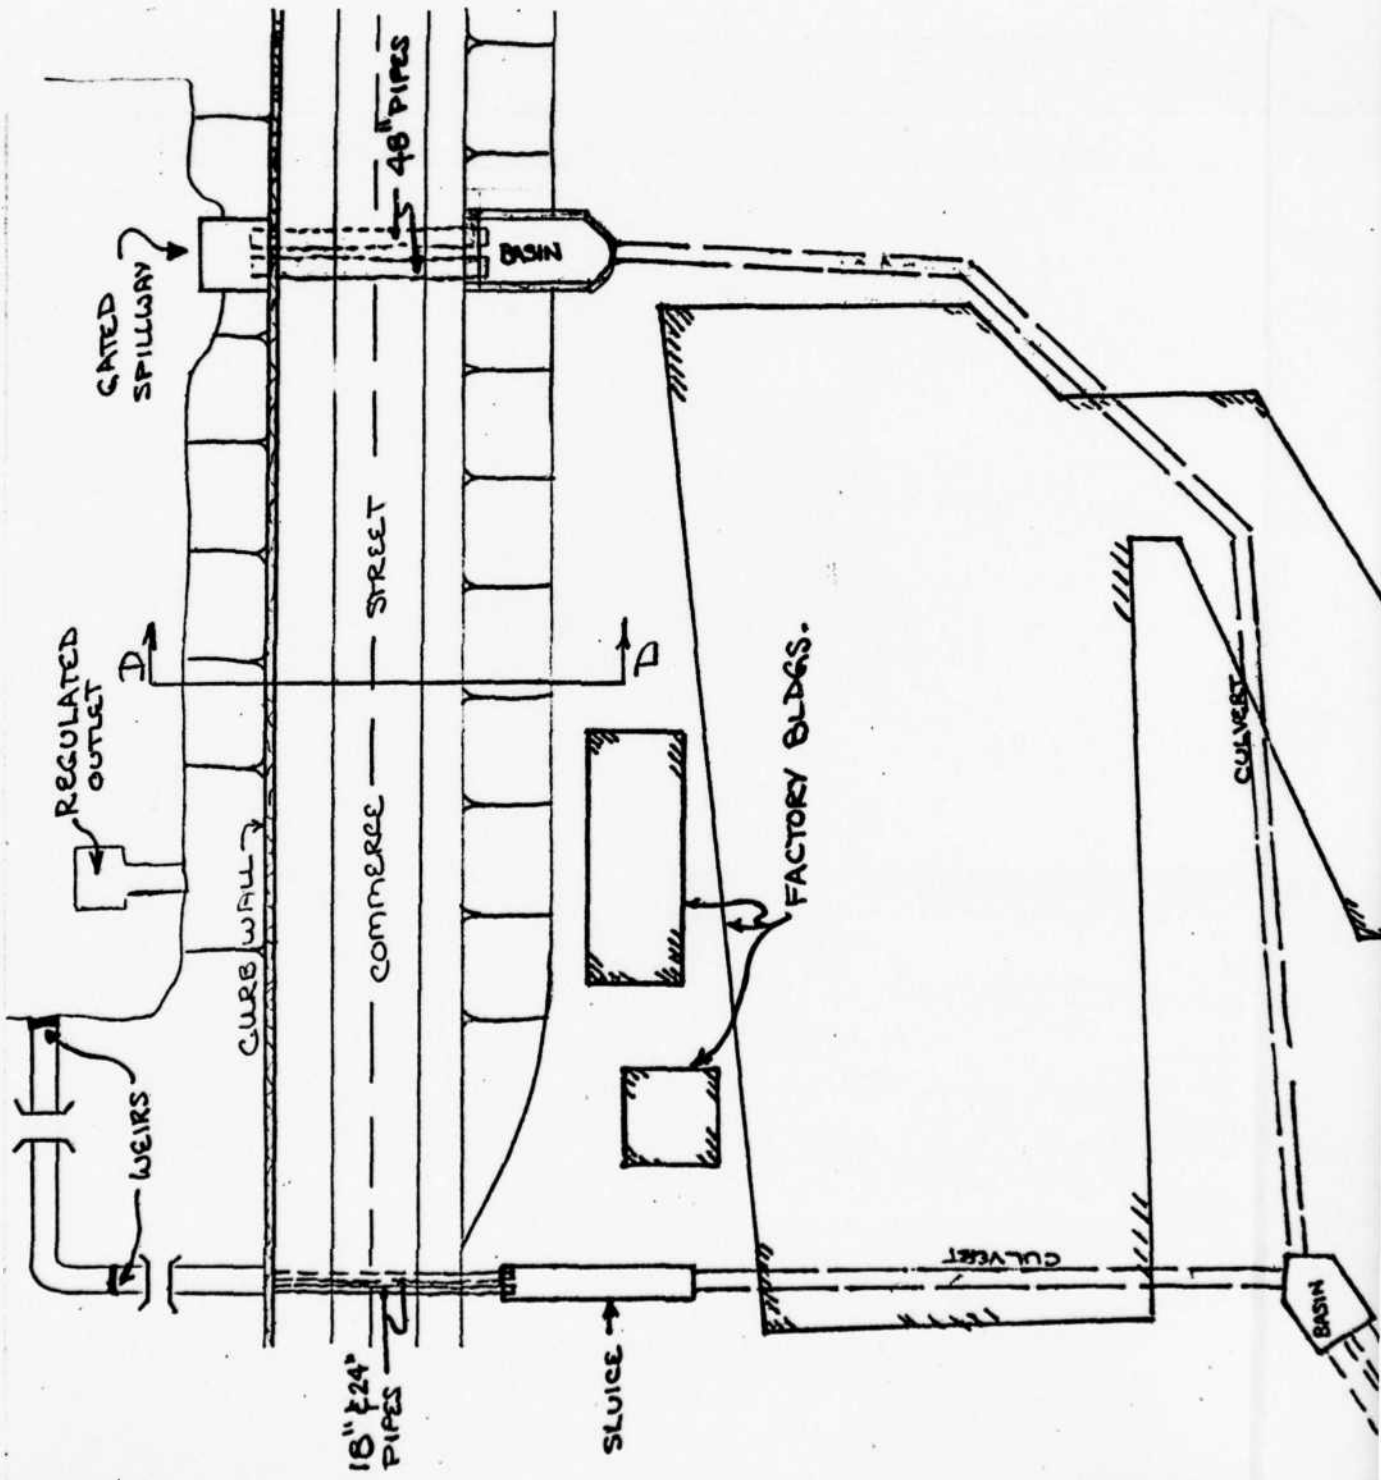 GATED
SPILLWAY
48" PIPES
BASIN
REGULATED
OUTLET
D
D
CURB WALL
COMMERCE STREET
WEIRS
FACTORY BLDGS.
CULVERT
CULVERT
18" & 24"
PIPES
SLUICE
BASIN